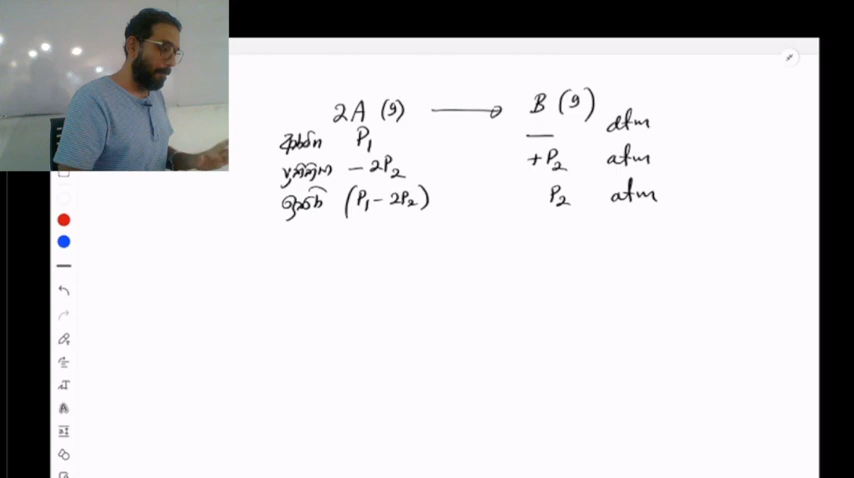 2A (g) ⟶ B (g)
P₁ — atm
− 2P₂ + P₂ atm
(P₁ − 2P₂) P₂ atm